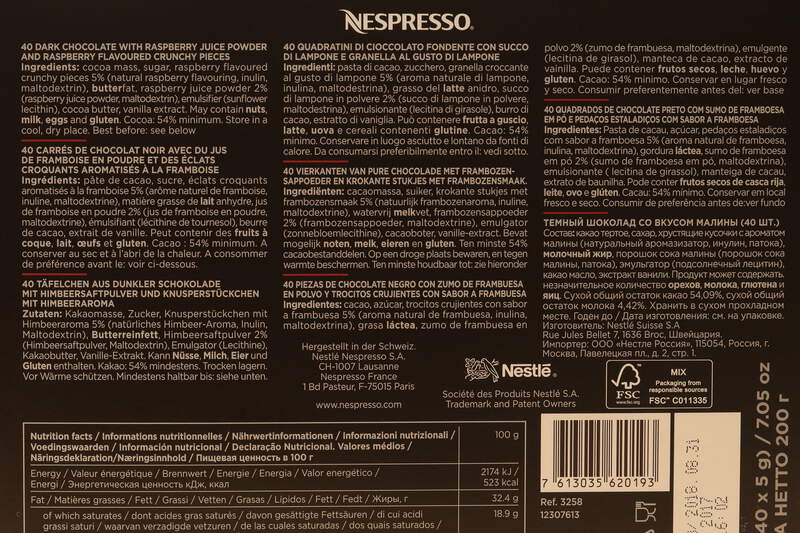 NESPRESSO.
40 DARK CHOCOLATE WITH RASPBERRY JUICE POWDER
AND RASPBERRY FLAVOURED CRUNCHY PIECES
Ingredients: cocoa mass, sugar, raspberry flavoured
crunchy pieces 5% (natural raspberry flavouring, inulin,
maltodextrin), butterfat, raspberry juice powder 2%
(raspberry juice powder, maltodextrin), emulsifier (sunflower
lecithin), cocoa butter, vanilla extract. May contain nuts,
milk, eggs and gluten. Cocoa: 54% minimum. Store in a
cool, dry place. Best before: see below
40 CARRÉS DE CHOCOLAT NOIR AVEC DU JUS
DE FRAMBOISE EN POUDRE ET DES ÉCLATS
CROQUANTS AROMATISÉS À LA FRAMBOISE
Ingrédients : pâte de cacao, sucre, éclats croquants
aromatisés à la framboise 5% (arôme naturel de framboise,
inuline, maltodextrine), matière grasse de lait anhydre, jus
de framboise en poudre 2% (jus de framboise en poudre,
maltodextrine), émulsifiant (lécithine de tournesol), beurre
de cacao, extrait de vanille. Peut contenir des fruits à
coque, lait, œufs et gluten. Cacao : 54% minimum. A
conserver au sec et à l'abri de la chaleur. A consommer
de préférence avant le: voir ci-dessous.
40 TÄFELCHEN AUS DUNKLER SCHOKOLADE
MIT HIMBEERSAFTPULVER UND KNUSPERSTÜCKCHEN
MIT HIMBEERAROMA
Zutaten: Kakaomasse, Zucker, Knusperstückchen mit
Himbeeraroma 5% (natürliches Himbeer-Aroma, Inulin,
Maltodextrin), Butterreinfett, Himbeersaftpulver 2%
(Himbeersaftpulver, Maltodextrin), Emulgator (Lecithine),
Kakaobutter, Vanille-Extrakt. Kann Nüsse, Milch, Eier und
Gluten enthalten. Kakao: 54% mindestens. Trocken lagern.
Vor Wärme schützen. Mindestens haltbar bis: siehe unten.
40 QUADRATINI DI CIOCCOLATO FONDENTE CON SUCCO
DI LAMPONE E GRANELLA AL GUSTO DI LAMPONE
Ingredienti: pasta di cacao, zucchero, granella croccante
al gusto di lampone 5% (aroma naturale di lampone,
inulina, maltodestrina), grasso del latte anidro, succo
di lampone in polvere 2% (succo di lampone in polvere,
maltodestrina), emulsionante (lecitina di girasole), burro di
cacao, estratto di vaniglia. Può contenere frutta a guscio,
latte, uova e cereali contenenti glutine. Cacao: 54%
minimo. Conservare in luogo asciutto e lontano da fonti di
calore. Da consumarsi preferibilmente entro il: vedi sotto.
40 VIERKANTEN VAN PURE CHOCOLADE MET FRAMBOZEN-
SAPPOEDER EN KROKANTE STUKJES MET FRAMBOZENSMAAK.
Ingrediënten: cacaomassa, suiker, krokante stukjes met
frambozensmaak 5% (natuurlijk frambozenaroma, inuline,
maltodextrine), watervrij melkvet, frambozensappoeder
2% (frambozensappoeder, maltodextrine), emulgator
(zonnebloemlecithine), cacaoboter, vanille-extract. Bevat
mogelijk noten, melk, eieren en gluten. Ten minste 54%
cacaobestanddelen. Op een droge plaats bewaren, en tegen
warmte beschermen. Ten minste houdbaar tot: zie hieronder
40 PIEZAS DE CHOCOLATE NEGRO CON ZUMO DE FRAMBUESA
EN POLVO Y TROCITOS CRUJIENTES CON SABOR A FRAMBUESA
Ingredientes: cacao, azúcar, trocitos crujientes con sabor
a frambuesa 5% (aroma natural de frambuesa, inulina,
maltodextrina), grasa láctea, zumo de frambuesa en
polvo 2% (zumo de frambuesa, maltodextrina), emulgente
(lecitina de girasol), manteca de cacao, extracto de
vainilla. Puede contener frutos secos, leche, huevo y
gluten. Cacao: 54% mínimo. Conservar en lugar fresco
y seco. Consumir preferentemente antes del: ver base
40 QUADRADOS DE CHOCOLATE PRETO COM SUMO DE FRAMBOESA
EM PÓ E PEDAÇOS ESTALADIÇOS COM SABOR A FRAMBOESA
Ingredientes: Pasta de cacau, açúcar, pedaços estaladiços
com sabor a framboesa 5% (aroma natural de framboesa,
inulina, maltodextrina), gordura láctea, sumo de framboesa
em pó 2% (sumo de framboesa em pó, maltodextrina),
emulsionante ( lecitina de girassol), manteiga de cacau,
extrato de baunilha. Pode conter frutos secos de casca rija,
leite, ovo e glúten. Cacau: 54% mínimo. Conservar em local
fresco e seco. Consumir de preferência antes de:ver fundo
ТЕМНЫЙ ШОКОЛАД СО ВКУСОМ МАЛИНЫ (40 ШТ.)
Состав: какао тертое, сахар, хрустящие кусочки с ароматом
малины (натуральный ароматизатор, инулин, патока),
молочный жир, порошок сока малины (порошок сока
малины, патока), эмульгатор (подсолнечный лецитин),
какао масло, экстракт ванили. Продукт может содержать
незначительное количество орехов, молока, глютена и
яиц. Сухой общий остаток какао 54,09%, сухой общий
остаток молока 4,42%. Хранить в сухом прохладном
месте. Годен до / Дата изготовления: см. на упаковке.
Изготовитель: Nestlé Suisse S.A
Rue Jules Bellet 7, 1636 Broc, Швейцария.
Импортер: ООО «Нестле Россия», 115054, Россия, г.
Москва, Павелецкая пл., д. 2, стр. 1.
Hergestellt in der Schweiz.
Nestlé Nespresso S.A.
CH-1007 Lausanne
Nespresso France
1 Bd Pasteur, F-75015 Paris
www.nespresso.com
Nestlé®
Société des Produits Nestlé S.A.
Trademark and Patent Owners
FSC
www.fsc.org
MIX
Packaging from
responsible sources
FSC™ C011335
Nutrition facts / Informations nutritionnelles / Nährwertinformationen / Informazioni nutrizionali /
Voedingswaarden / Información nutricional / Declaração Nutricional. Valores médios /
Näringsdeklaration/Næringsinnhold / Пищевая ценность в 100 г
100 g
Energy / Valeur énergétique / Brennwert / Energie / Energia / Valor energético /
Energi / Энергетическая ценность кДж, ккал
2174 kJ /
523 kcal
Fat / Matières grasses / Fett / Grassi / Vetten / Grasas / Lípidos / Fett / Fedt / Жиры, г
32.4 g
of which saturates / dont acides gras saturés / davon gesättigte Fettsäuren / di cui acidi
grassi saturi / waarvan verzadigde vetzuren / de las cuales saturadas / dos quais saturados /
18.9 g
7 613035 620193
Ref. 3258
12307613
2018.08.31
2017
40 x 5 g) / 7.05 oz
А НЕТТО 200 г